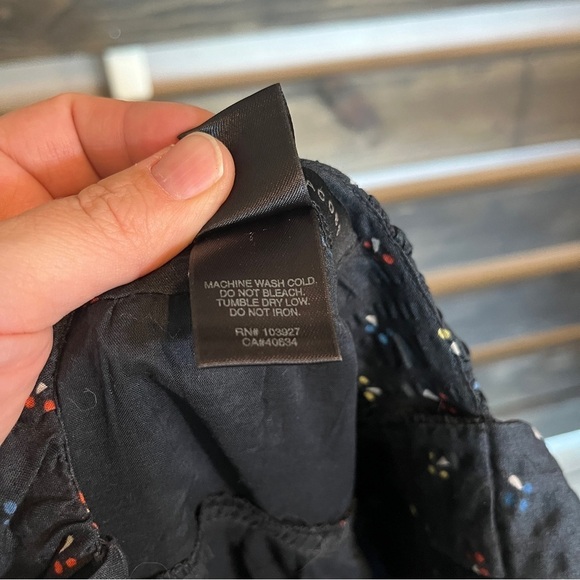 MACHINE WASH COLD.
DO NOT BLEACH.
TUMBLE DRY LOW.
DO NOT IRON.
RN# 103927
CA#40534